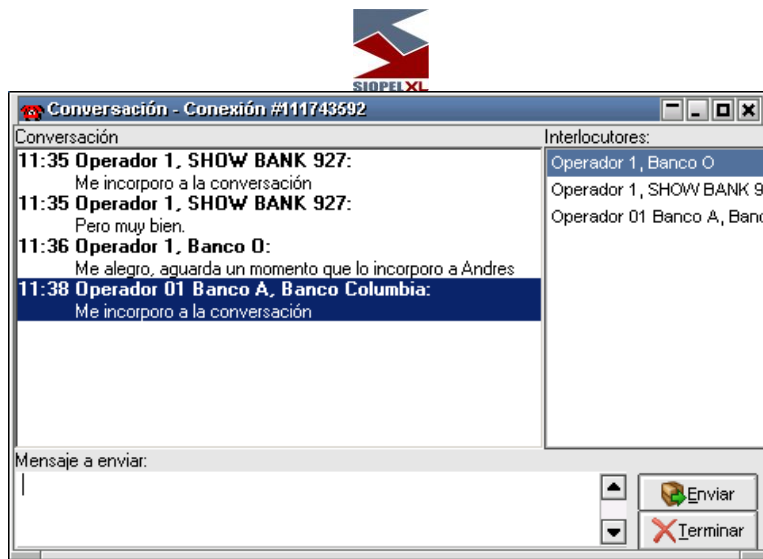 SIOPEL XL
Conversación - Conexión #111743592
Conversación
Interlocutores:
11:35 Operador 1, SHOW BANK 927:
Me incorporo a la conversación
11:35 Operador 1, SHOW BANK 927:
Pero muy bien.
11:36 Operador 1, Banco O:
Me alegro, aguarda un momento que lo incorporo a Andres
11:38 Operador 01 Banco A, Banco Columbia:
Me incorporo a la conversación
Operador 1, Banco O
Operador 1, SHOW BANK 9
Operador 01 Banco A, Banc
Mensaje a enviar:
Enviar
Terminar